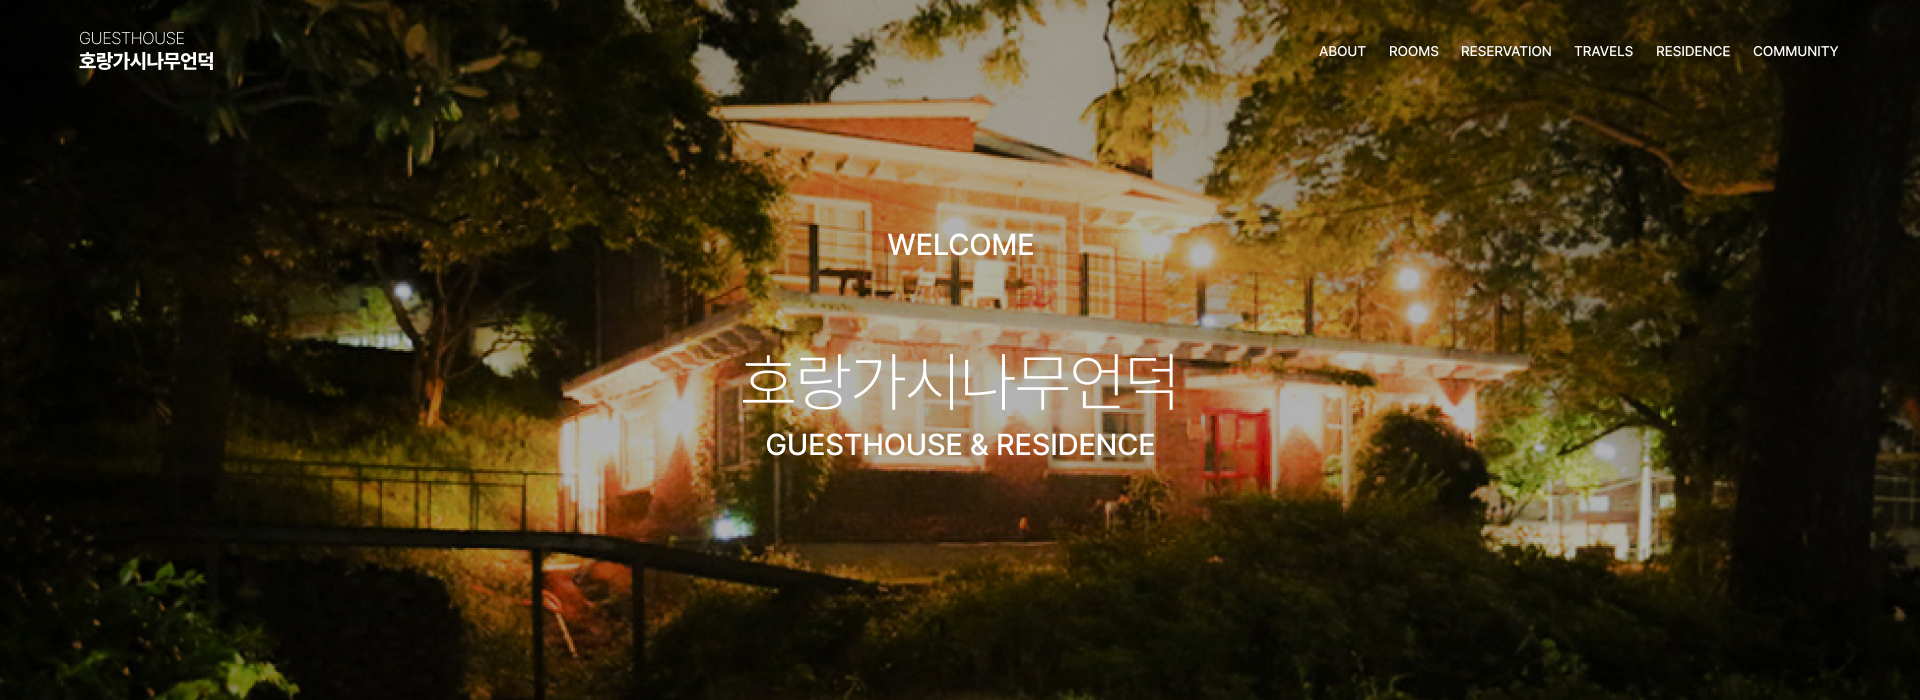 GUESTHOUSE
호랑가시나무언덕
ABOUT ROOMS RESERVATION TRAVELS RESIDENCE COMMUNITY
WELCOME
호랑가시나무언덕
GUESTHOUSE & RESIDENCE